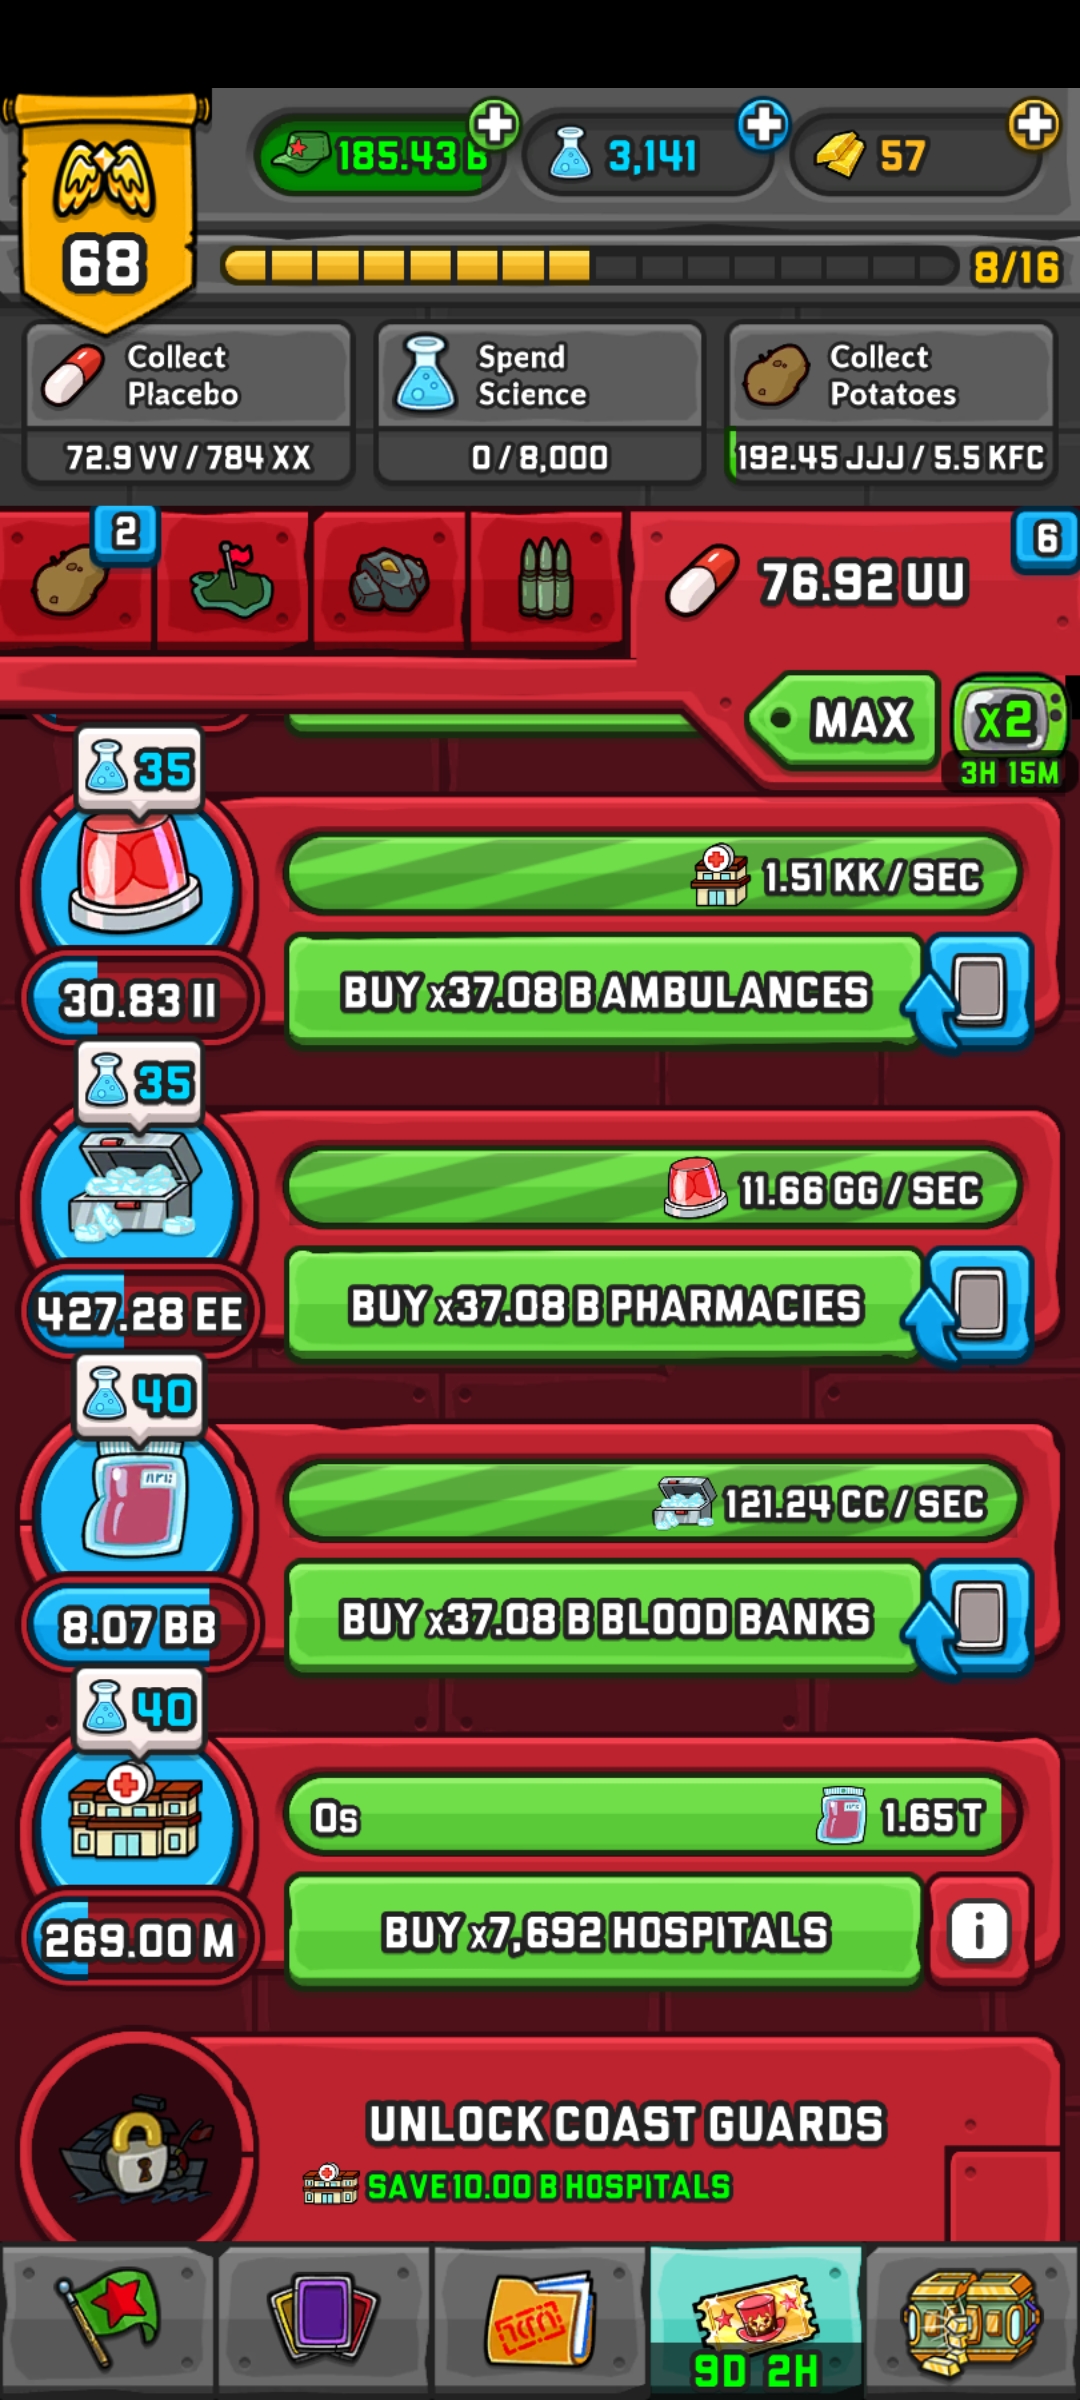 185.43 B
3,141
57
68
8/16
Collect
Placebo
72.9 VV / 784 XX
Spend
Science
0 / 8,000
Collect
Potatoes
192.45 JJJ / 5.5 KFC
2
76.92 UU
6
MAX
x2
3H 15M
35
1.51 KK / SEC
30.83 II
BUY x37.08 B AMBULANCES
35
11.66 GG / SEC
427.28 EE
BUY x37.08 B PHARMACIES
40
121.24 CC / SEC
8.07 BB
BUY x37.08 B BLOOD BANKS
40
0s
1.65 T
269.00 M
BUY x7,692 HOSPITALS
i
UNLOCK COAST GUARDS
SAVE 10.00 B HOSPITALS
9D 2H